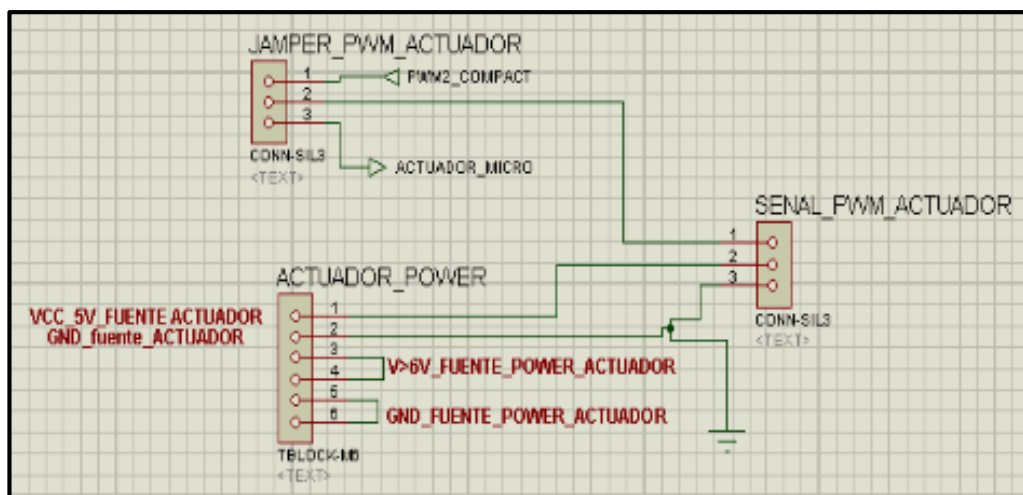 JAMPER_PWM_ACTUADOR
1
PWM2_COMPACT
2
3
CONN-SIL3
<TEXT>
ACTUADOR_MICRO
SENAL_PWM_ACTUADOR
1
2
3
CONN-SIL3
<TEXT>
ACTUADOR_POWER
VCC_5V_FUENTE ACTUADOR
GND_fuente_ACTUADOR
1
2
3
4
V>6V_FUENTE_POWER_ACTUADOR
5
6
GND_FUENTE_POWER_ACTUADOR
TBLOCK-M6
<TEXT>